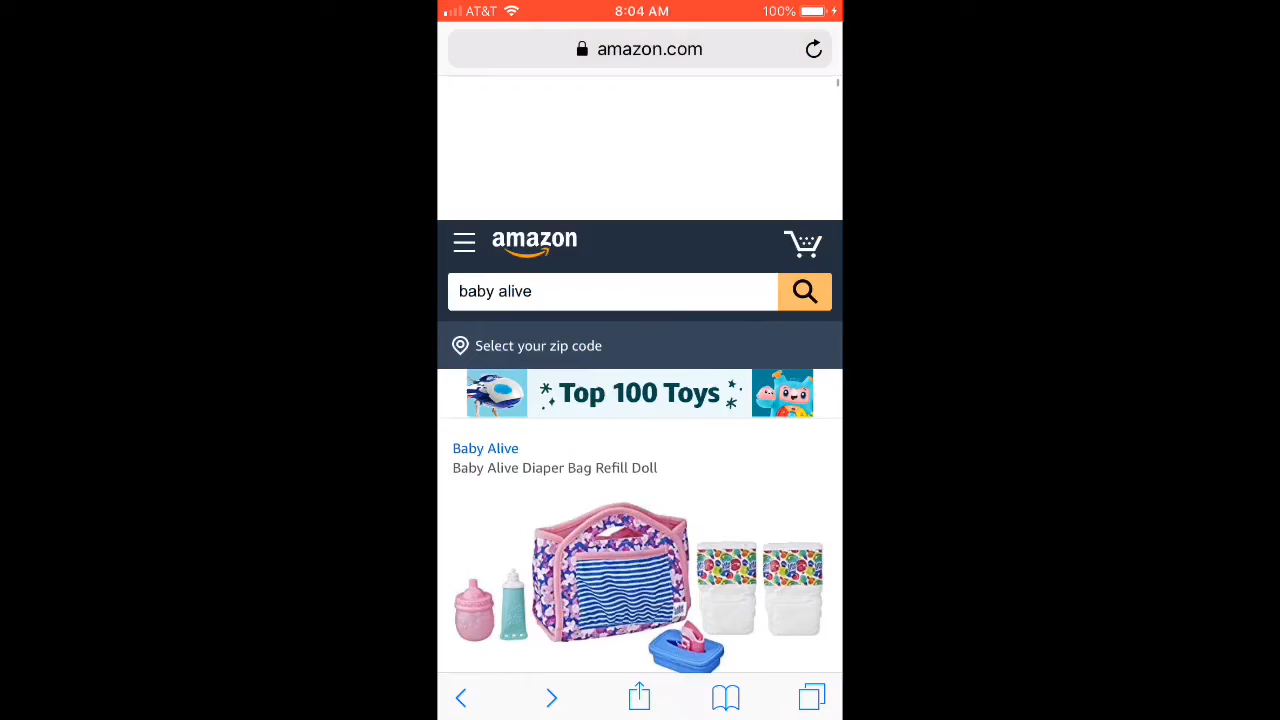 AT&T 8:04 AM 100%
amazon.com
amazon
baby alive
Select your zip code
Top 100 Toys
Baby Alive
Baby Alive Diaper Bag Refill Doll